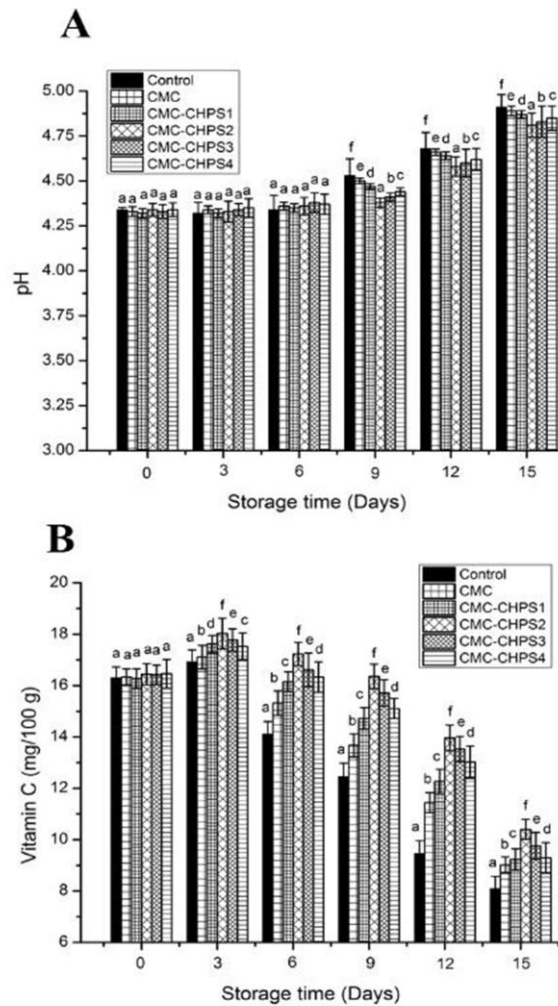 A
Control
CMC
CMC-CHPS1
CMC-CHPS2
CMC-CHPS3
CMC-CHPS4
5.00
4.75
4.50
4.25
4.00
3.75
3.50
3.25
3.00
pH
a a a a a a
a a a a a a
a a a a a a
f e d a b c
f e d a b c
f e d a b c
0 3 6 9 12 15
Storage time (Days)
B
Control
CMC
CMC-CHPS1
CMC-CHPS2
CMC-CHPS3
CMC-CHPS4
20
18
16
14
12
10
8
6
Vitamin C (mg/100 g)
a a a a a a
a b d f e c
a b c f e d
a b c f e d
a b c f e d
a b c f e d
0 3 6 9 12 15
Storage time (Days)